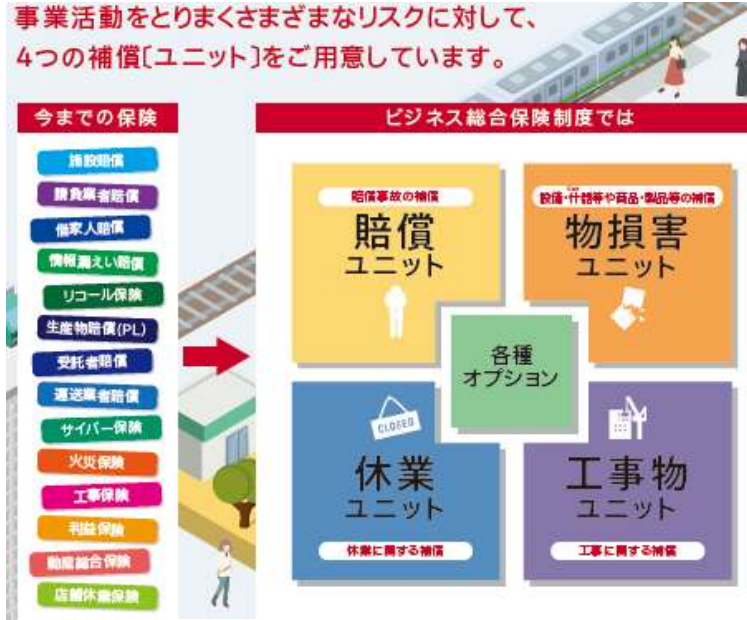 事業活動をとりまくさまざまなリスクに対して、
4つの補償〔ユニット〕をご用意しています。
今までの保険
施設賠償
請負業者賠償
借家人賠償
情報漏えい賠償
リコール保険
生産物賠償(PL)
受託者賠償
運送業者賠償
サイバー保険
火災保険
工事保険
利益保険
動産総合保険
店舗休業保険
ビジネス総合保険制度では
賠償事故の補償
賠償
ユニット
設備・什器等や商品・製品等の補償
物損害
ユニット
各種
オプション
CLOSED
休業
ユニット
休業に関する補償
工事物
ユニット
工事に関する補償